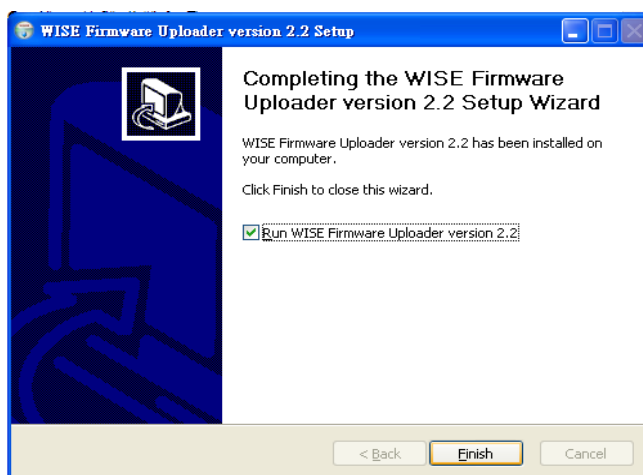 WISE Firmware Uploader version 2.2 Setup
Completing the WISE Firmware
Uploader version 2.2 Setup Wizard
WISE Firmware Uploader version 2.2 has been installed on
your computer.
Click Finish to close this wizard.
Run WISE Firmware Uploader version 2.2
< Back
Finish
Cancel